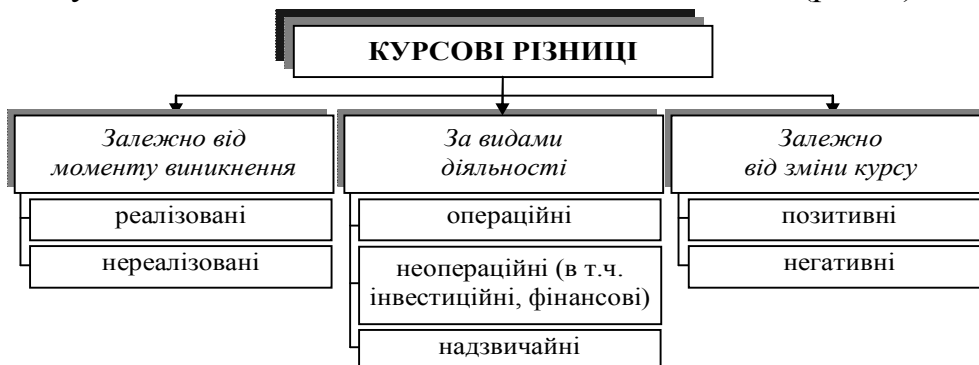 КУРСОВІ РІЗНИЦІ
Залежно від
моменту виникнення
реалізовані
нереалізовані
За видами
діяльності
операційні
неопераційні (в т.ч.
інвестиційні, фінансові)
надзвичайні
Залежно
від зміни курсу
позитивні
негативні